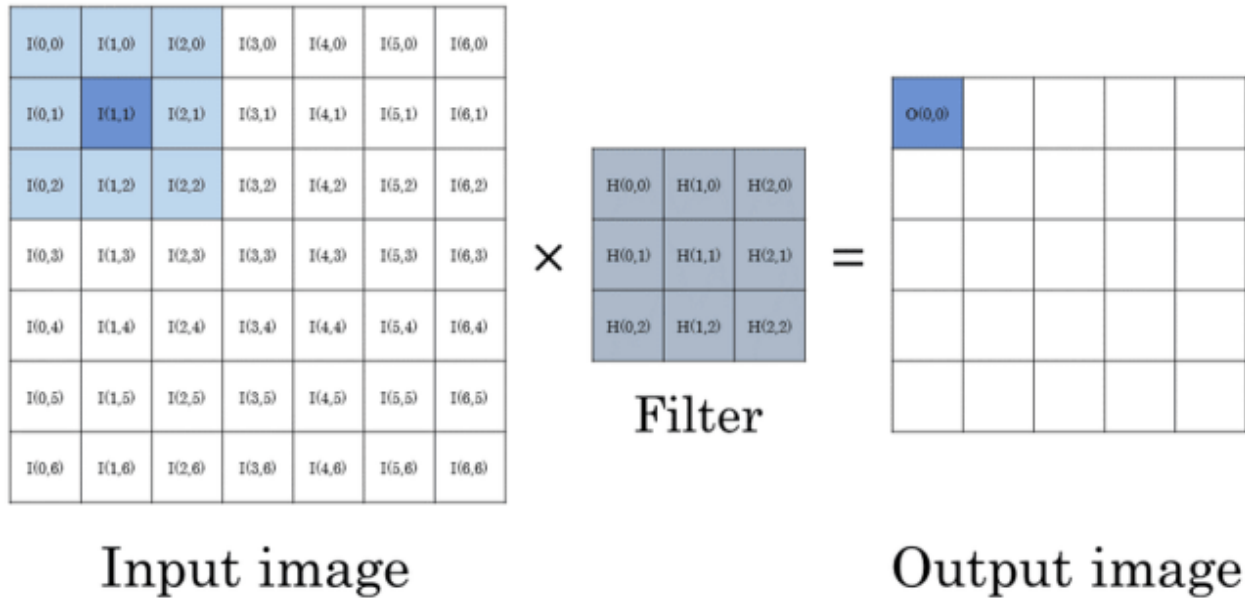 I(0,0) I(1,0) I(2,0) I(3,0) I(4,0) I(5,0) I(6,0)
I(0,1) I(1,1) I(2,1) I(3,1) I(4,1) I(5,1) I(6,1)
O(0,0)
I(0,2) I(1,2) I(2,2) I(3,2) I(4,2) I(5,2) I(6,2)
H(0,0) H(1,0) H(2,0)
I(0,3) I(1,3) I(2,3) I(3,3) I(4,3) I(5,3) I(6,3)
× H(0,1) H(1,1) H(2,1) =
I(0,4) I(1,4) I(2,4) I(3,4) I(4,4) I(5,4) I(6,4)
H(0,2) H(1,2) H(2,2)
I(0,5) I(1,5) I(2,5) I(3,5) I(4,5) I(5,5) I(6,5)
Filter
I(0,6) I(1,6) I(2,6) I(3,6) I(4,6) I(5,6) I(6,6)
Input image
Output image